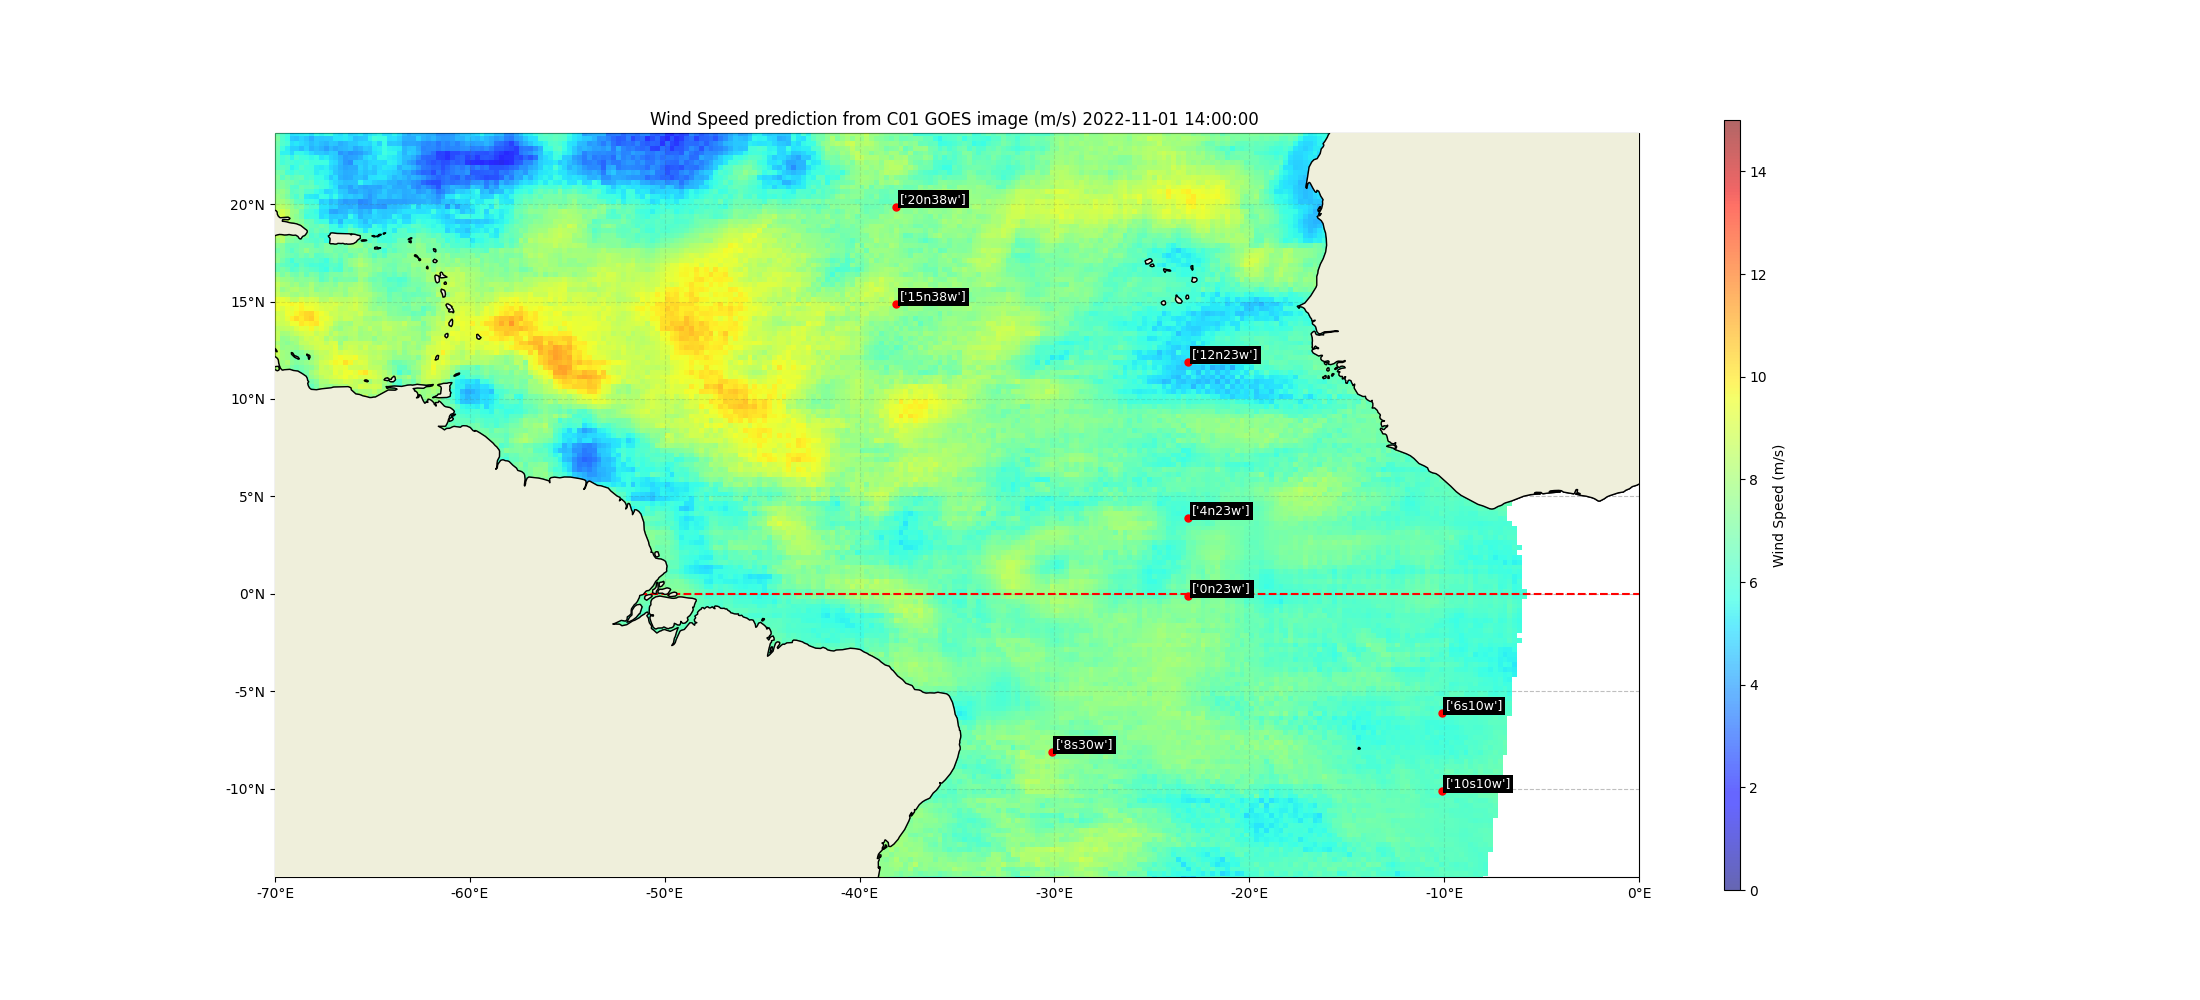 Wind Speed prediction from C01 GOES image (m/s) 2022-11-01 14:00:00
20°N
15°N
10°N
5°N
0°N
-5°N
-10°N
['20n38w']
['15n38w']
['12n23w']
['4n23w']
['0n23w']
['6s10w']
['8s30w']
['10s10w']
-70°E
-60°E
-50°E
-40°E
-30°E
-20°E
-10°E
0°E
14
12
10
8
6
4
2
0
Wind Speed (m/s)